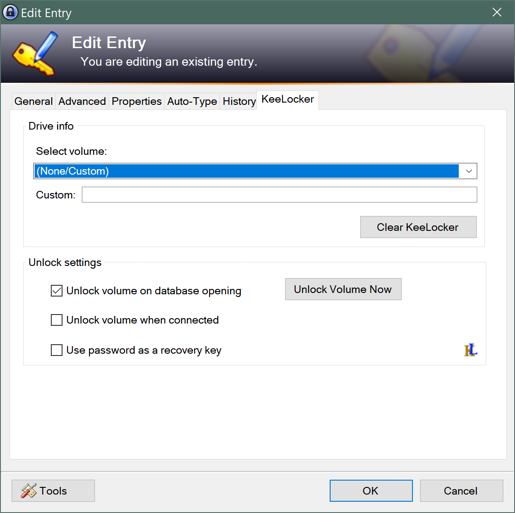 Edit Entry
Edit Entry
You are editing an existing entry.
General Advanced Properties Auto-Type History KeeLocker
Drive info
Select volume:
(None/Custom)
Custom:
Clear KeeLocker
Unlock settings
Unlock volume on database opening
Unlock Volume Now
Unlock volume when connected
Use password as a recovery key
KL
Tools
OK
Cancel